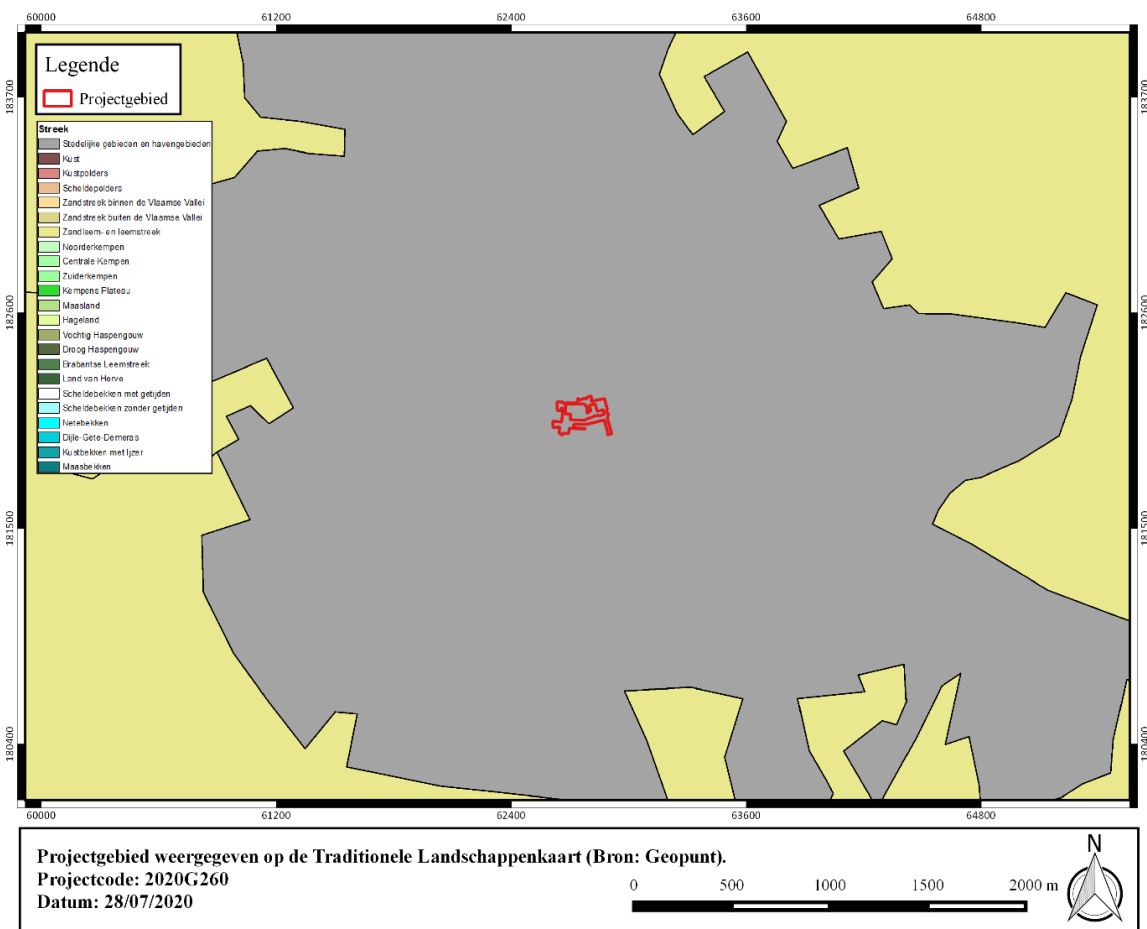 60000 61200 62400 63600 64800
Legende
Projectgebied
Streek
Stedelijke gebieden en havengebieden
Kust
Kustpolders
Scheldepolders
Zandstreek binnen de Vlaamse Vallei
Zandstreek buiten de Vlaamse Vallei
Zandleem- en leemstreek
Noorderkempen
Centrale Kempen
Zuiderkempen
Kempens Plateau
Maasland
Hageland
Vochtig Haspengouw
Droog Haspengouw
Brabantse Leemstreek
Land van Herve
Scheldebekken met getijden
Scheldebekken zonder getijden
Netebekken
Dijle-Gete-Demeras
Kustbekken met Ijzer
Maasbekken
183700 183700
182600 182600
181500 181500
180400 180400
60000 61200 62400 63600 64800
Projectgebied weergegeven op de Traditionele Landschappenkaart (Bron: Geopunt).
Projectcode: 2020G260
Datum: 28/07/2020
0 500 1000 1500 2000 m
N